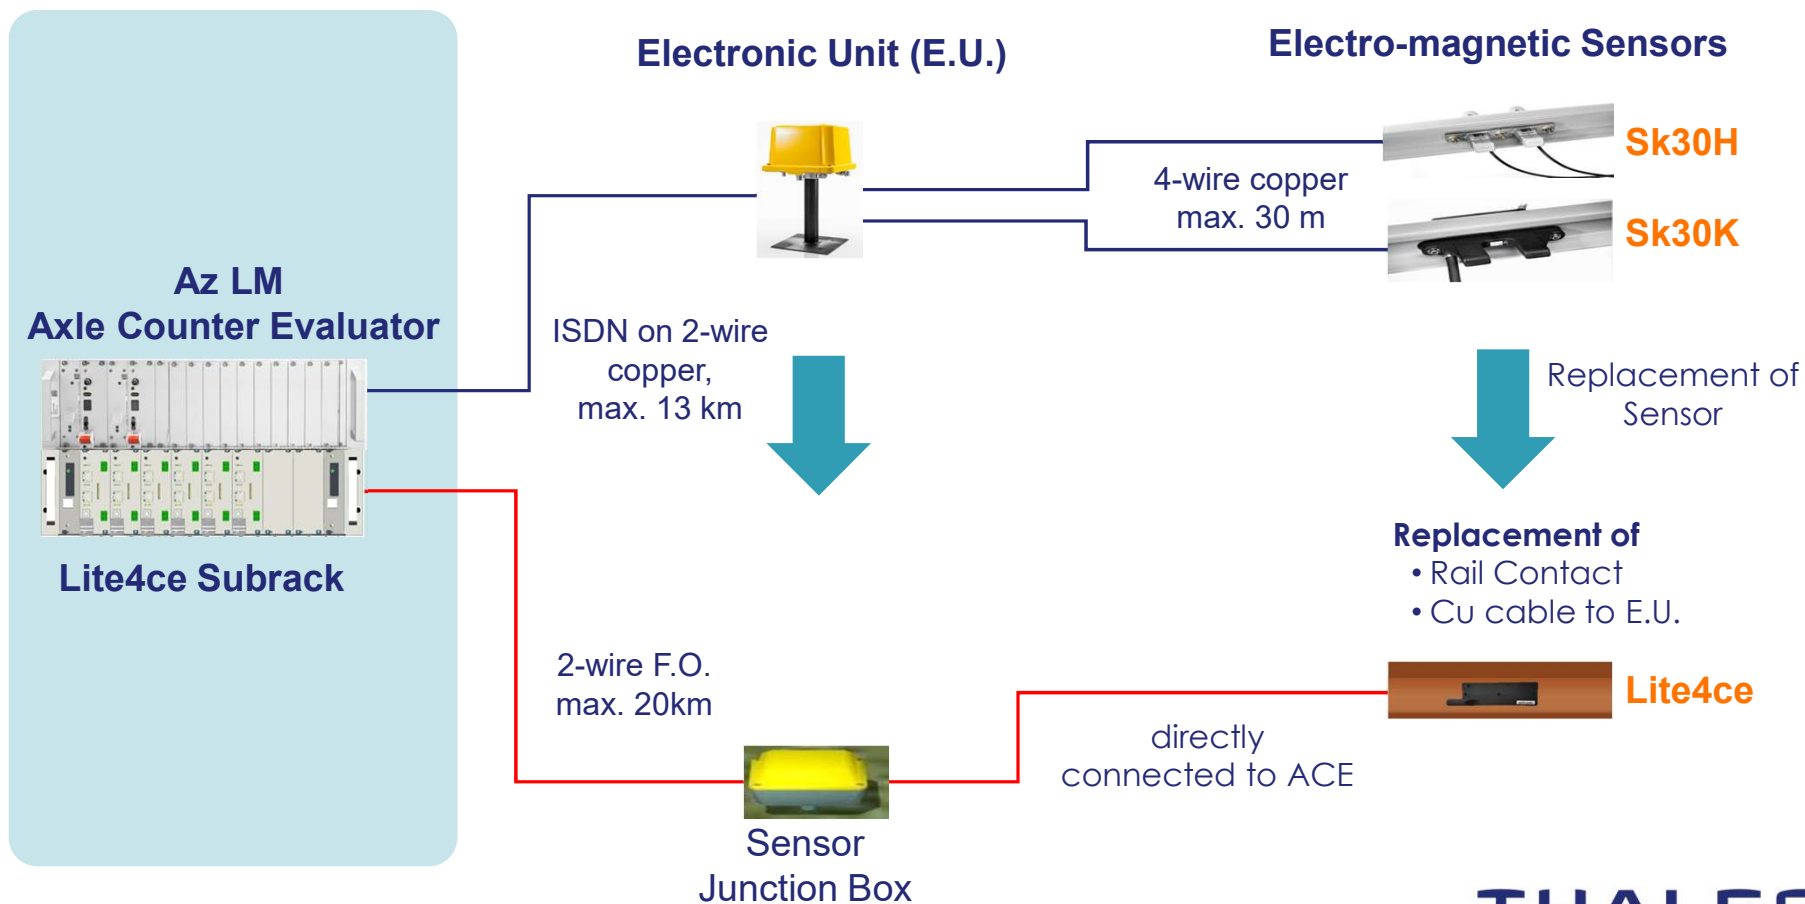 Electronic Unit (E.U.)
Electro-magnetic Sensors
Sk30H
4-wire copper
max. 30 m
Sk30K
Az LM
Axle Counter Evaluator
ISDN on 2-wire
copper,
max. 13 km
Replacement of
Sensor
Replacement of
• Rail Contact
• Cu cable to E.U.
Lite4ce Subrack
2-wire F.O.
max. 20km
Lite4ce
directly
connected to ACE
Sensor
Junction Box
THALES